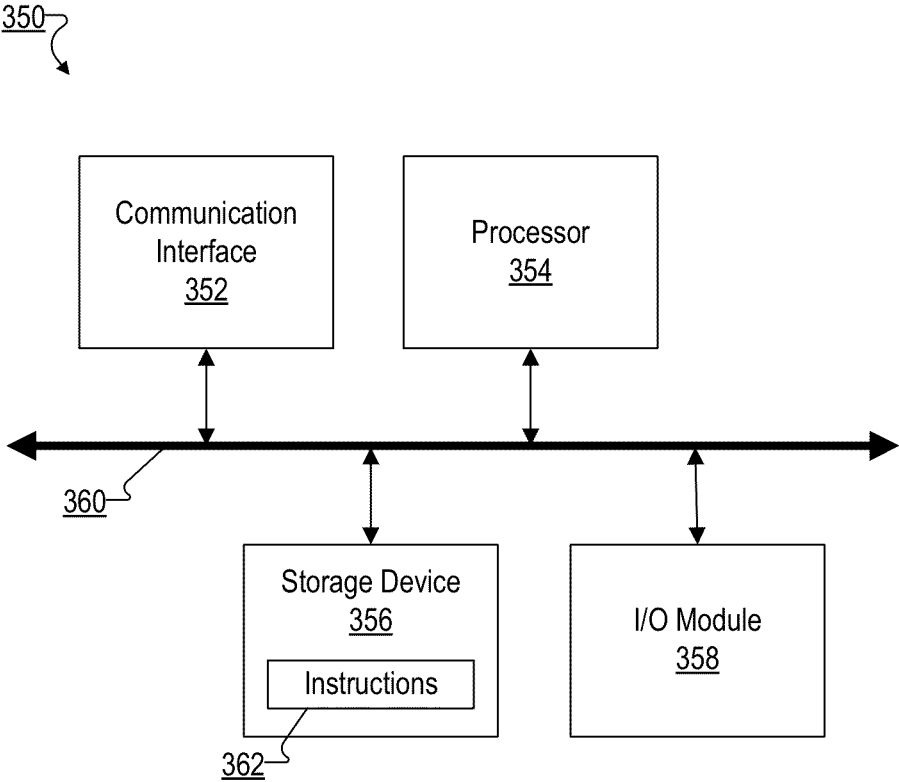 350
Communication
Interface
352
Processor
354
360
Storage Device
356
Instructions
362
I/O Module
358